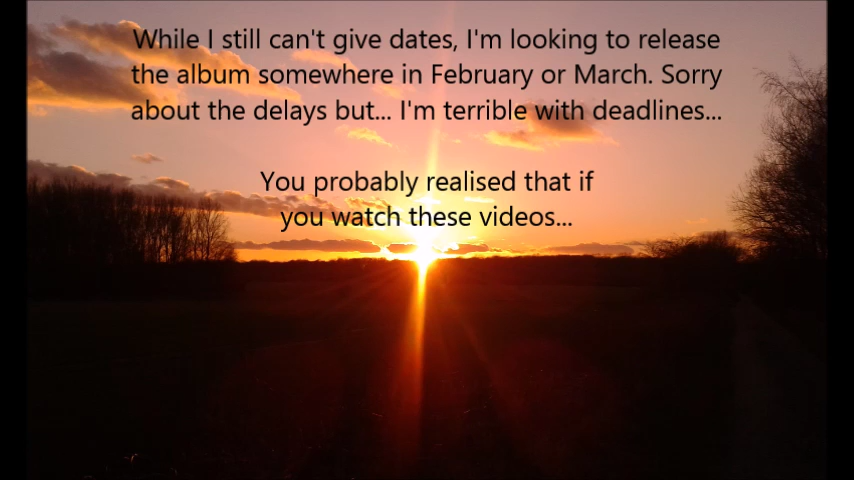 While I still can't give dates, I'm looking to release
the album somewhere in February or March. Sorry
about the delays but... I'm terrible with deadlines...
You probably realised that if
you watch these videos...